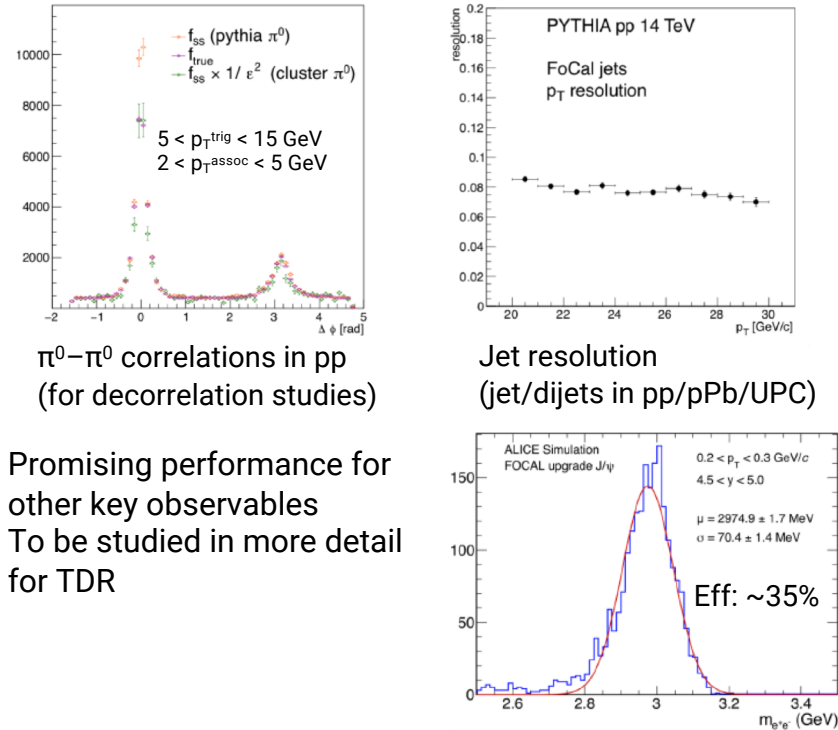 10000
8000
6000
4000
2000
f_ss (pythia π⁰)
f_true
f_ss × 1/ ε² (cluster π⁰)
5 < p_T^trig < 15 GeV
2 < p_T^assoc < 5 GeV
−2 −1 0 1 2 3 4 5
Δ ϕ [rad]
π⁰−π⁰ correlations in pp
(for decorrelation studies)
resolution
0.2
0.18
0.16
0.14
0.12
0.1
0.08
0.06
0.04
0.02
0
PYTHIA pp 14 TeV
FoCal jets
p_T resolution
20 22 24 26 28 30
p_T [GeV/c]
Jet resolution
(jet/dijets in pp/pPb/UPC)
Promising performance for
other key observables
To be studied in more detail
for TDR
150
100
50
0
ALICE Simulation
FOCAL upgrade J/ψ
0.2 < p_T < 0.3 GeV/c
4.5 < y < 5.0
μ = 2974.9 ± 1.7 MeV
σ = 70.4 ± 1.4 MeV
Eff: ~35%
2.6 2.8 3 3.2 3.4
m_e⁺e⁻ (GeV)